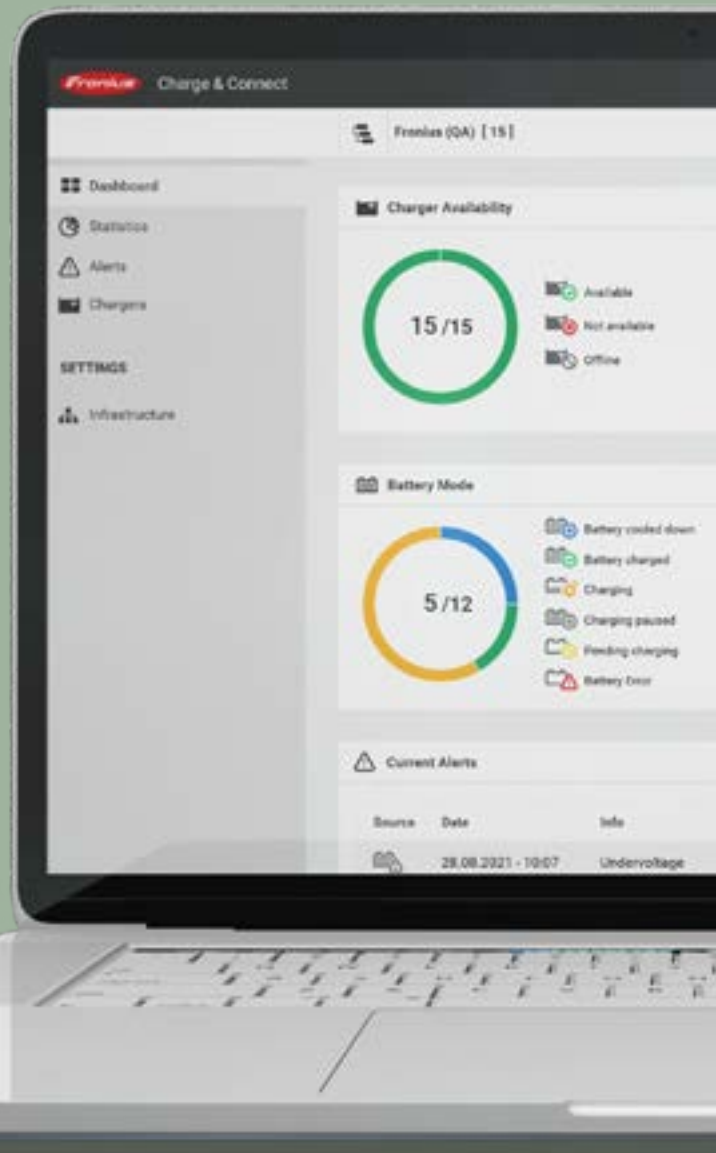 Fronius Charge & Connect
Fronius (QA) [ 15 ]
Dashboard
Statistics
Alerts
Chargers
SETTINGS
Infrastructure
Charger Availability
15/15
Available
Not available
Offline
Battery Mode
5/12
Battery cooled down
Battery charged
Charging
Charging paused
Pending charging
Battery Error
Current Alerts
Source Date Info
28.08.2021 - 10:07 Undervoltage